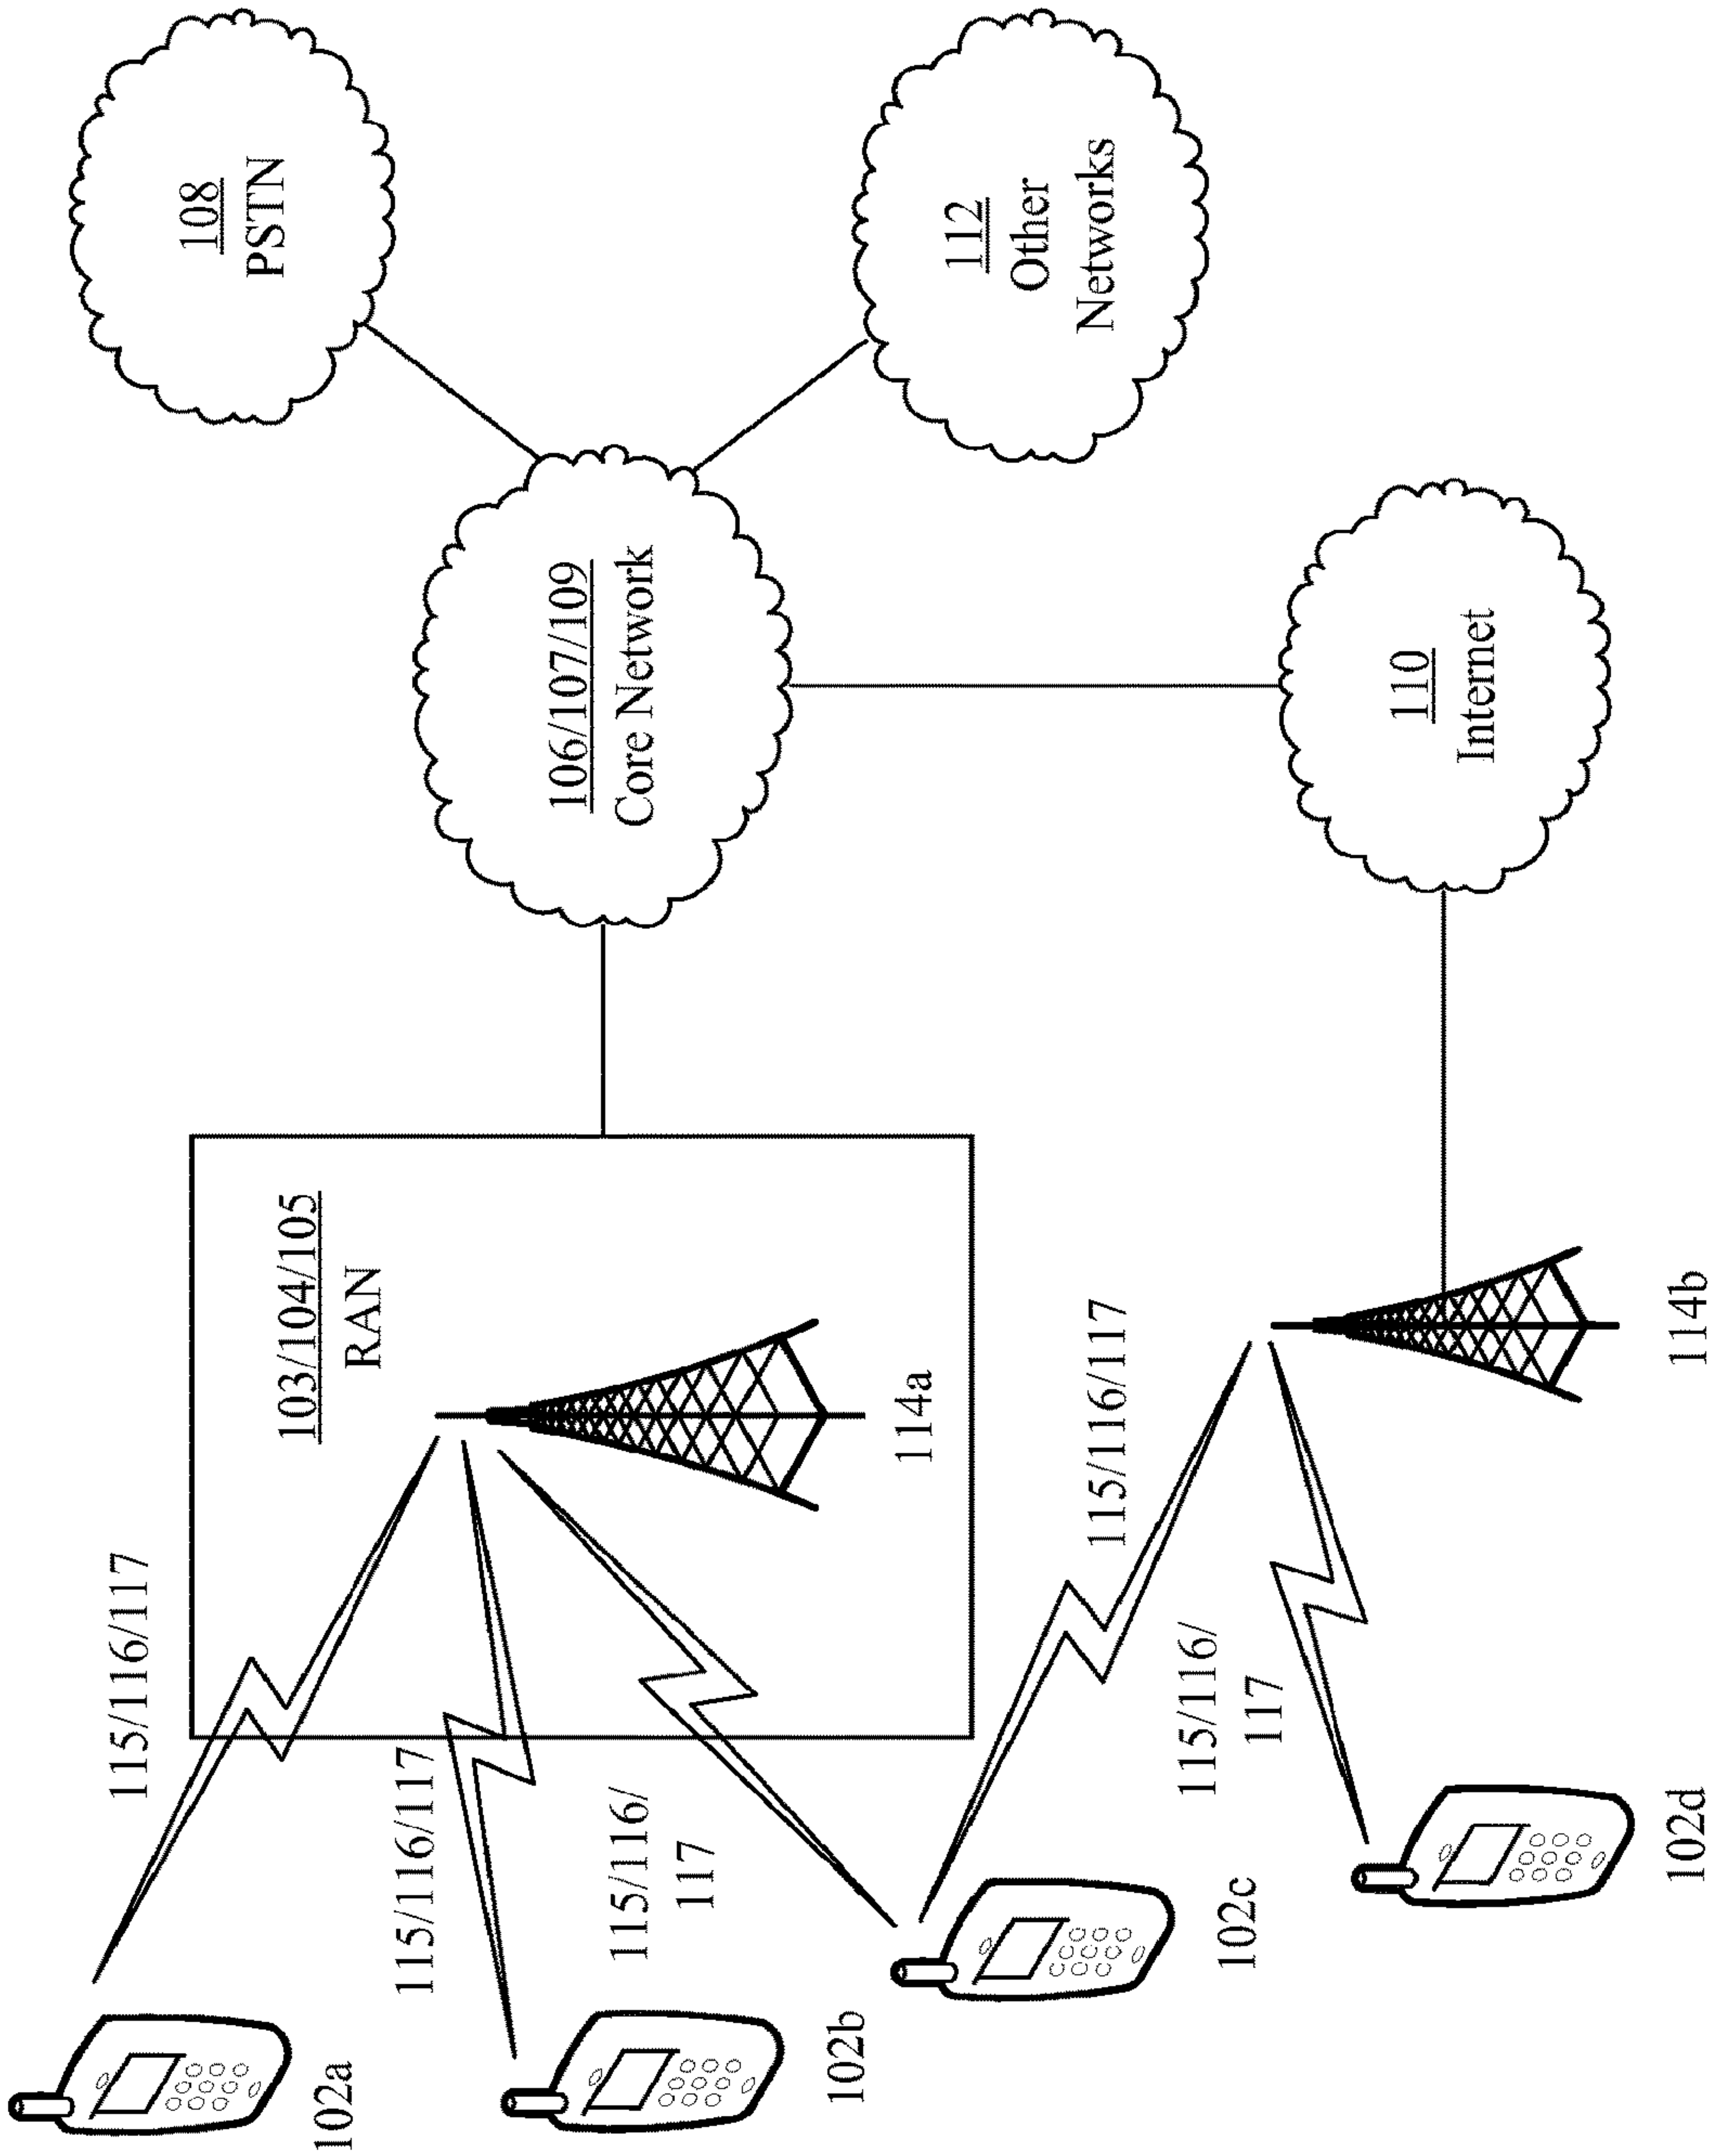 108
PSTN
106/107/109
Core Network
112
Other
Networks
110
Internet
103/104/105
RAN
114a
114b
115/116/117
115/116/117
115/116/
117
115/116/117
115/116/
117
102a
102b
102c
102d